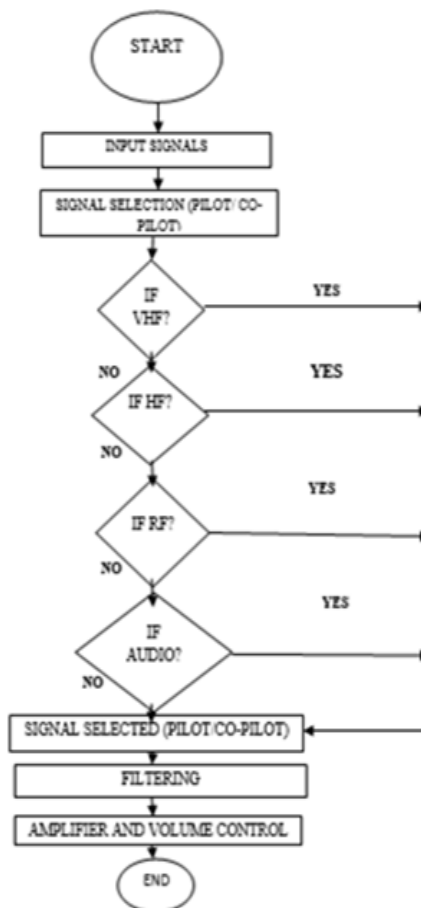 START
INPUT SIGNALS
SIGNAL SELECTION (PILOT/ CO-
PILOT)
IF
VHF?
YES
NO
IF HF?
YES
NO
IF RF?
YES
NO
IF
AUDIO?
YES
NO
SIGNAL SELECTED (PILOT/CO-PILOT)
FILTERING
AMPLIFIER AND VOLUME CONTROL
END